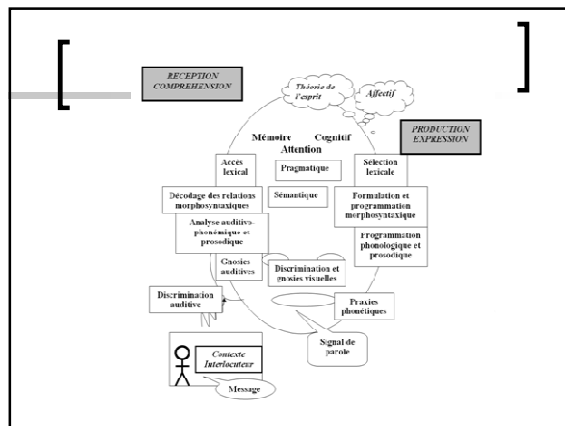 RECEPTION
COMPREHENSION
Théorie de
l'esprit
Affectif
PRODUCTION
EXPRESSION
Mémoire Cognitif
Attention
Accès
lexical
Pragmatique
Sélection
lexicale
Décodage des relations
morphosyntaxiques
Sémantique
Formulation et
programmation
morphosyntaxique
Analyse auditivo-
phonémique et
prosodique
Programmation
phonologique et
prosodique
Gnosies
auditives
Discrimination et
gnosies visuelles
Discrimination
auditive
Praxies
phonétiques
Signal de
parole
Contexte
Interlocuteur
Message